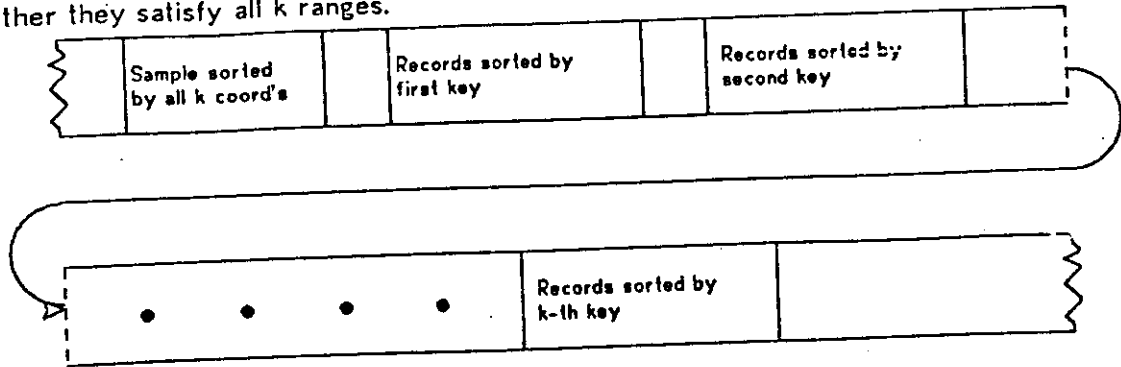 ther they satisfy all k ranges.
Sample sorted
by all k coord's
Records sorted by
first key
Records sorted by
second key
Records sorted by
k-th key